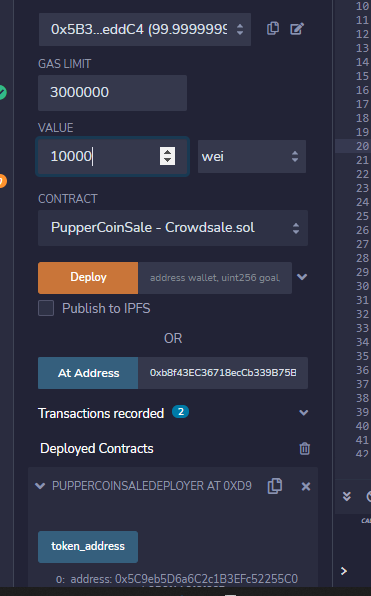 0x5B3...eddC4 (99.9999999
GAS LIMIT
3000000
VALUE
10000
wei
CONTRACT
PupperCoinSale - Crowdsale.sol
Deploy
address wallet, uint256 goal
Publish to IPFS
OR
At Address
0xb8f43EC36718ecCb339B75B
Transactions recorded
2
Deployed Contracts
PUPPERCOINSALEDEPLOYER AT 0XD9
token_address
0: address: 0x5C9eb5D6a6C2c1B3EFc52255C0
10
11
12
13
14
15
16
17
18
19
20
21
22
23
24
25
26
27
28
29
30
31
32
33
34
35
36
37
38
39
40
41
42